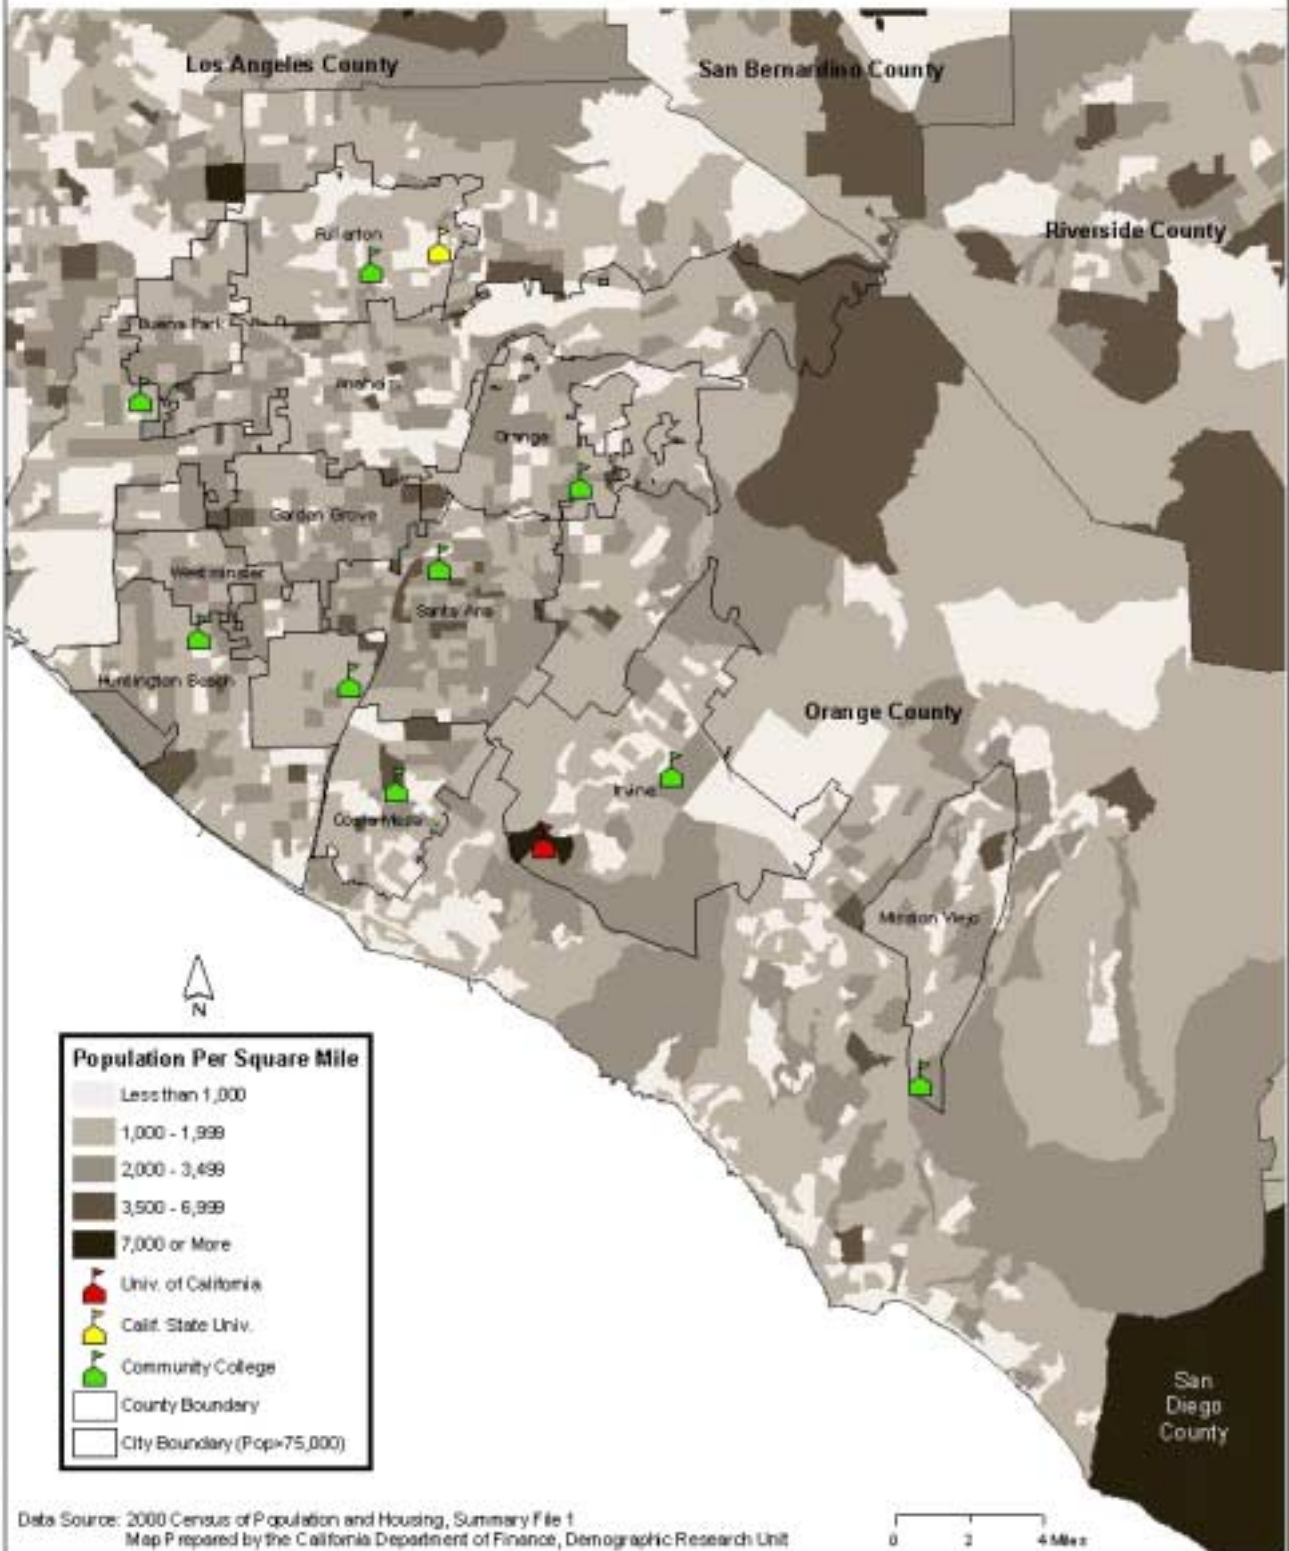 Los Angeles County
San Bernardino County
Riverside County
Fullerton
Buena Park
Anaheim
Orange
Garden Grove
Westminster
Santa Ana
Huntington Beach
Orange County
Irvine
Costa Mesa
Mission Viejo
N
Population Per Square Mile
Less than 1,000
1,000 - 1,999
2,000 - 3,499
3,500 - 6,999
7,000 or More
Univ. of California
Calif. State Univ.
Community College
County Boundary
City Boundary (Pop>75,000)
San
Diego
County
Data Source: 2000 Census of Population and Housing, Summary File 1
Map Prepared by the California Department of Finance, Demographic Research Unit
0 2 4 Miles